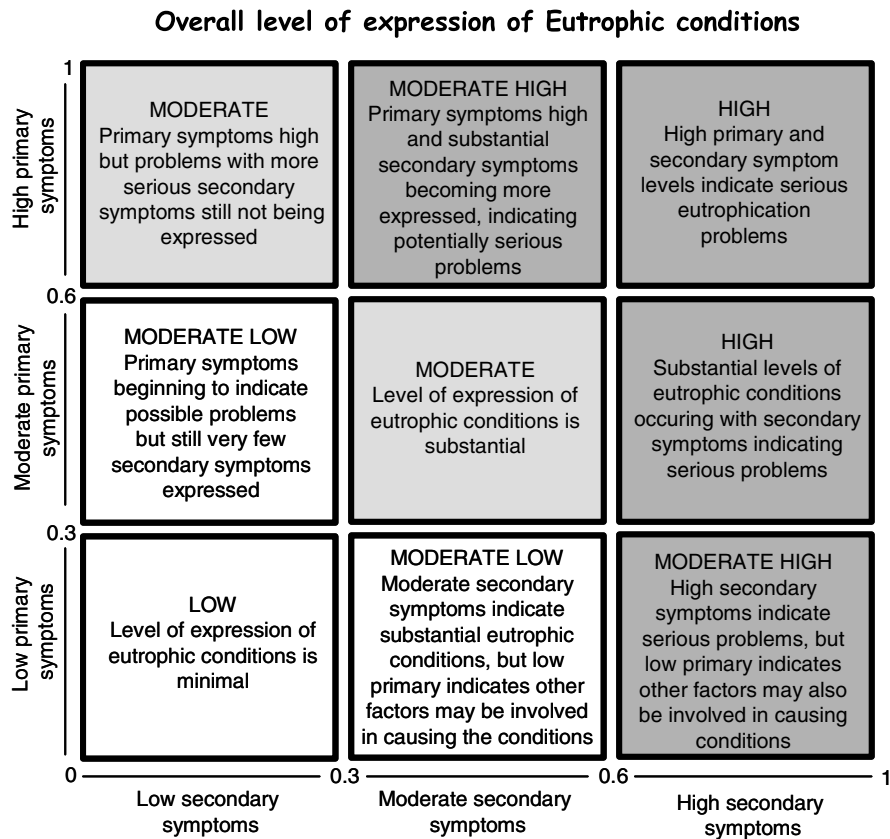 Overall level of expression of Eutrophic conditions
1
High primary
symptoms
MODERATE
Primary symptoms high
but problems with more
serious secondary
symptoms still not being
expressed
MODERATE HIGH
Primary symptoms high
and substantial
secondary symptoms
becoming more
expressed, indicating
potentially serious
problems
HIGH
High primary and
secondary symptom
levels indicate serious
eutrophication
problems
0.6
Moderate primary
symptoms
MODERATE LOW
Primary symptoms
beginning to indicate
possible problems
but still very few
secondary symptoms
expressed
MODERATE
Level of expression of
eutrophic conditions is
substantial
HIGH
Substantial levels of
eutrophic conditions
occuring with secondary
symptoms indicating
serious problems
0.3
Low primary
symptoms
LOW
Level of expression of
eutrophic conditions is
minimal
MODERATE LOW
Moderate secondary
symptoms indicate
substantial eutrophic
conditions, but low
primary indicates other
factors may be involved
in causing the conditions
MODERATE HIGH
High secondary
symptoms indicate
serious problems, but
low primary indicates
other factors may also
be involved in causing
conditions
0
0.3
0.6
1
Low secondary
symptoms
Moderate secondary
symptoms
High secondary
symptoms